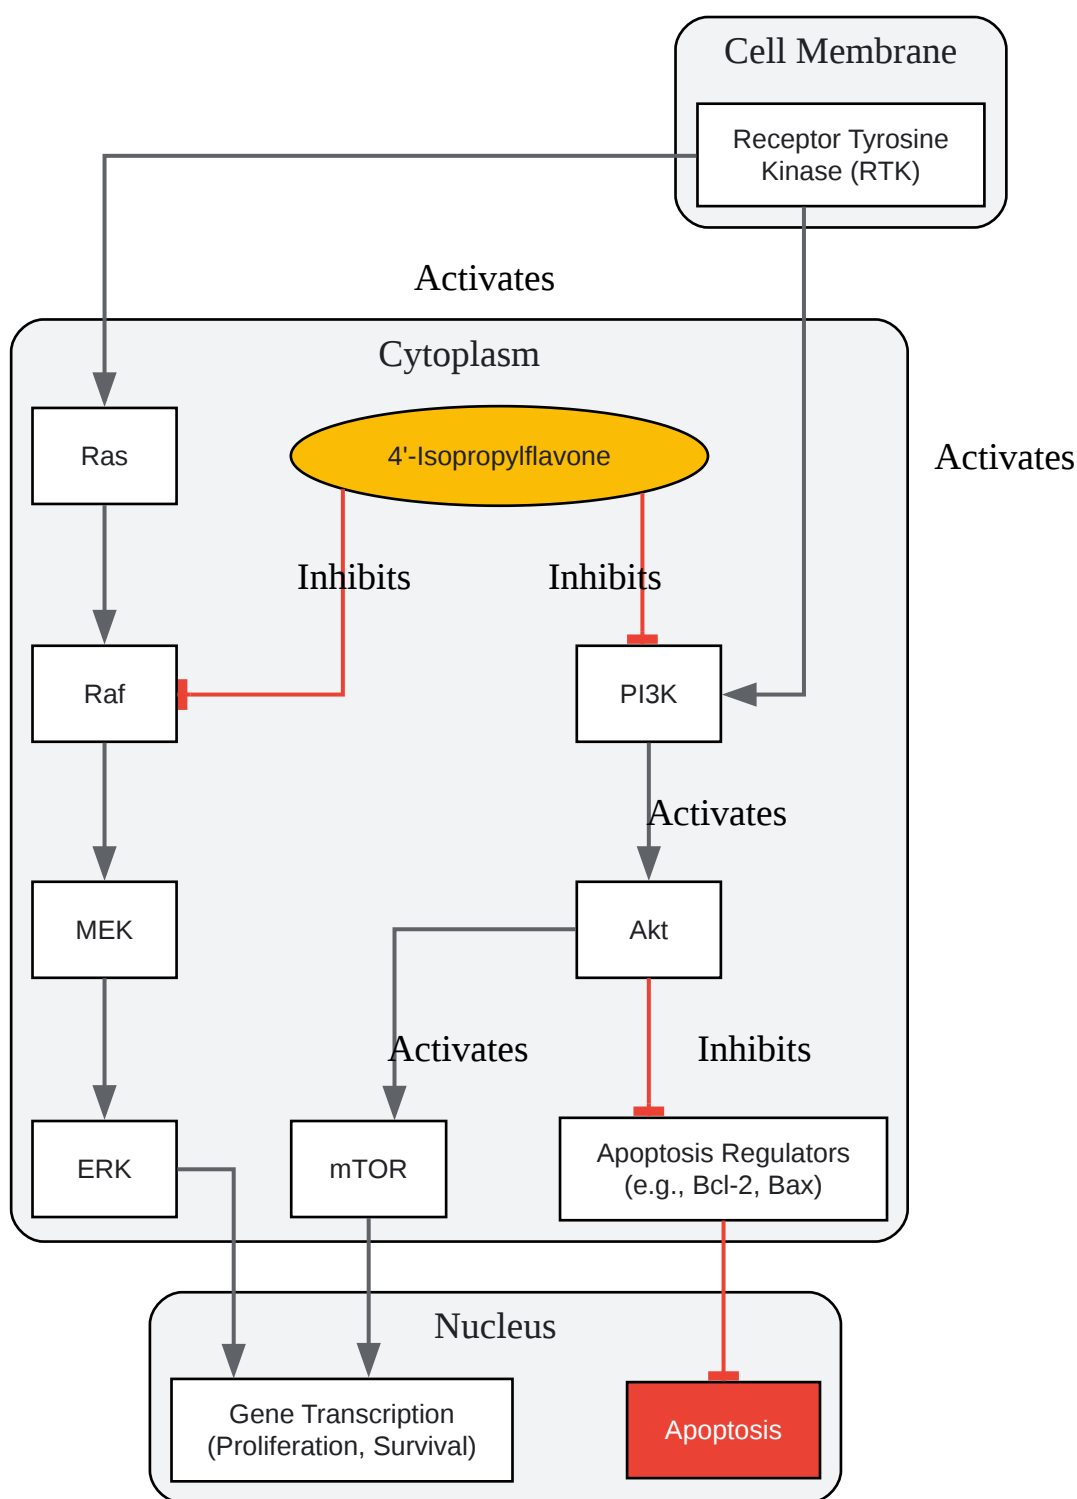 Cell Membrane
Receptor Tyrosine
Kinase (RTK)
Activates
Cytoplasm
Ras
4'-Isopropylflavone
Activates
Inhibits
Inhibits
Raf
PI3K
Activates
MEK
Akt
Activates
Inhibits
ERK
mTOR
Apoptosis Regulators
(e.g., Bcl-2, Bax)
Nucleus
Gene Transcription
(Proliferation, Survival)
Apoptosis